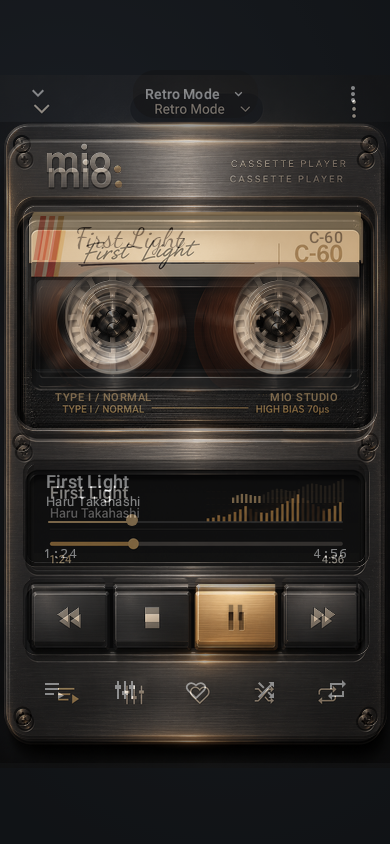 Retro Mode
Retro Mode
mio:
mio:
CASSETTE PLAYER
CASSETTE PLAYER
First Light
First Light
C-60
C-60
TYPE I / NORMAL
MIO STUDIO
TYPE I / NORMAL
HIGH BIAS 70µs
First Light
First Light
Haru Takahashi
Haru Takahashi
1:24
4:56
1:24
4:56